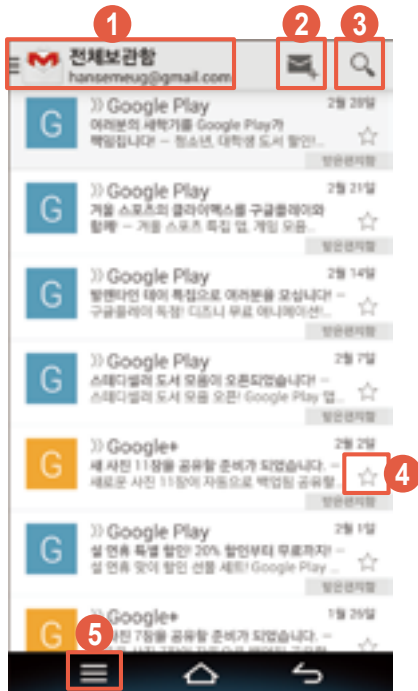 1
2
3
전체보관함
hansemeug@gmail.com
G
》 Google Play
2월 28일
여러분의 새학기를 Google Play가
책임집니다! – 청소년, 대학생 도서 할인!...
받은편지함
G
》 Google Play
2월 21일
겨울 스포츠의 클라이맥스를 구글플레이와
함께! – 겨울 스포츠 특집 앱, 게임 모음...
받은편지함
G
》 Google Play
2월 14일
발렌타인 데이 특집으로 여러분을 모십니다! –
구글플레이 독점! 디즈니 무료 애니메이션!...
받은편지함
G
》 Google Play
2월 7일
스테디셀러 도서 모음이 오픈되었습니다! –
스테디셀러 도서 모음 오픈! Google Play 앱...
받은편지함
G
》 Google+
2월 2일
새 사진 11장을 공유할 준비가 되었습니다. –
새로운 사진 11장이 자동으로 백업됨 공유할...
4
받은편지함
G
》 Google Play
2월 1일
설 연휴 특별 할인! 20% 할인부터 무료까지! –
설 연휴 맞이 할인 선물 세트! Google Play ...
받은편지함
G
》 Google+
1월 26일
사진 7장을 공유할 준비가 되었습니다. –
5